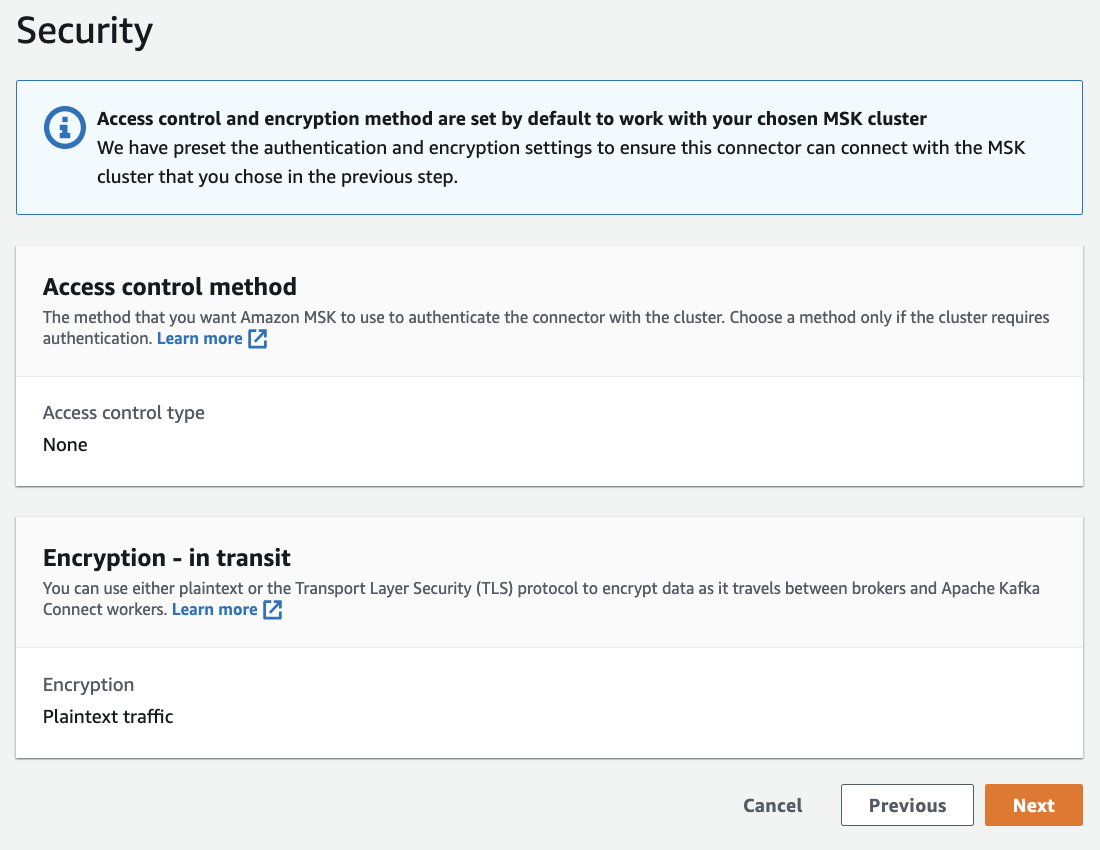 Security
Access control and encryption method are set by default to work with your chosen MSK cluster
We have preset the authentication and encryption settings to ensure this connector can connect with the MSK
cluster that you chose in the previous step.
Access control method
The method that you want Amazon MSK to use to authenticate the connector with the cluster. Choose a method only if the cluster requires
authentication. Learn more
Access control type
None
Encryption - in transit
You can use either plaintext or the Transport Layer Security (TLS) protocol to encrypt data as it travels between brokers and Apache Kafka
Connect workers. Learn more
Encryption
Plaintext traffic
Cancel Previous Next